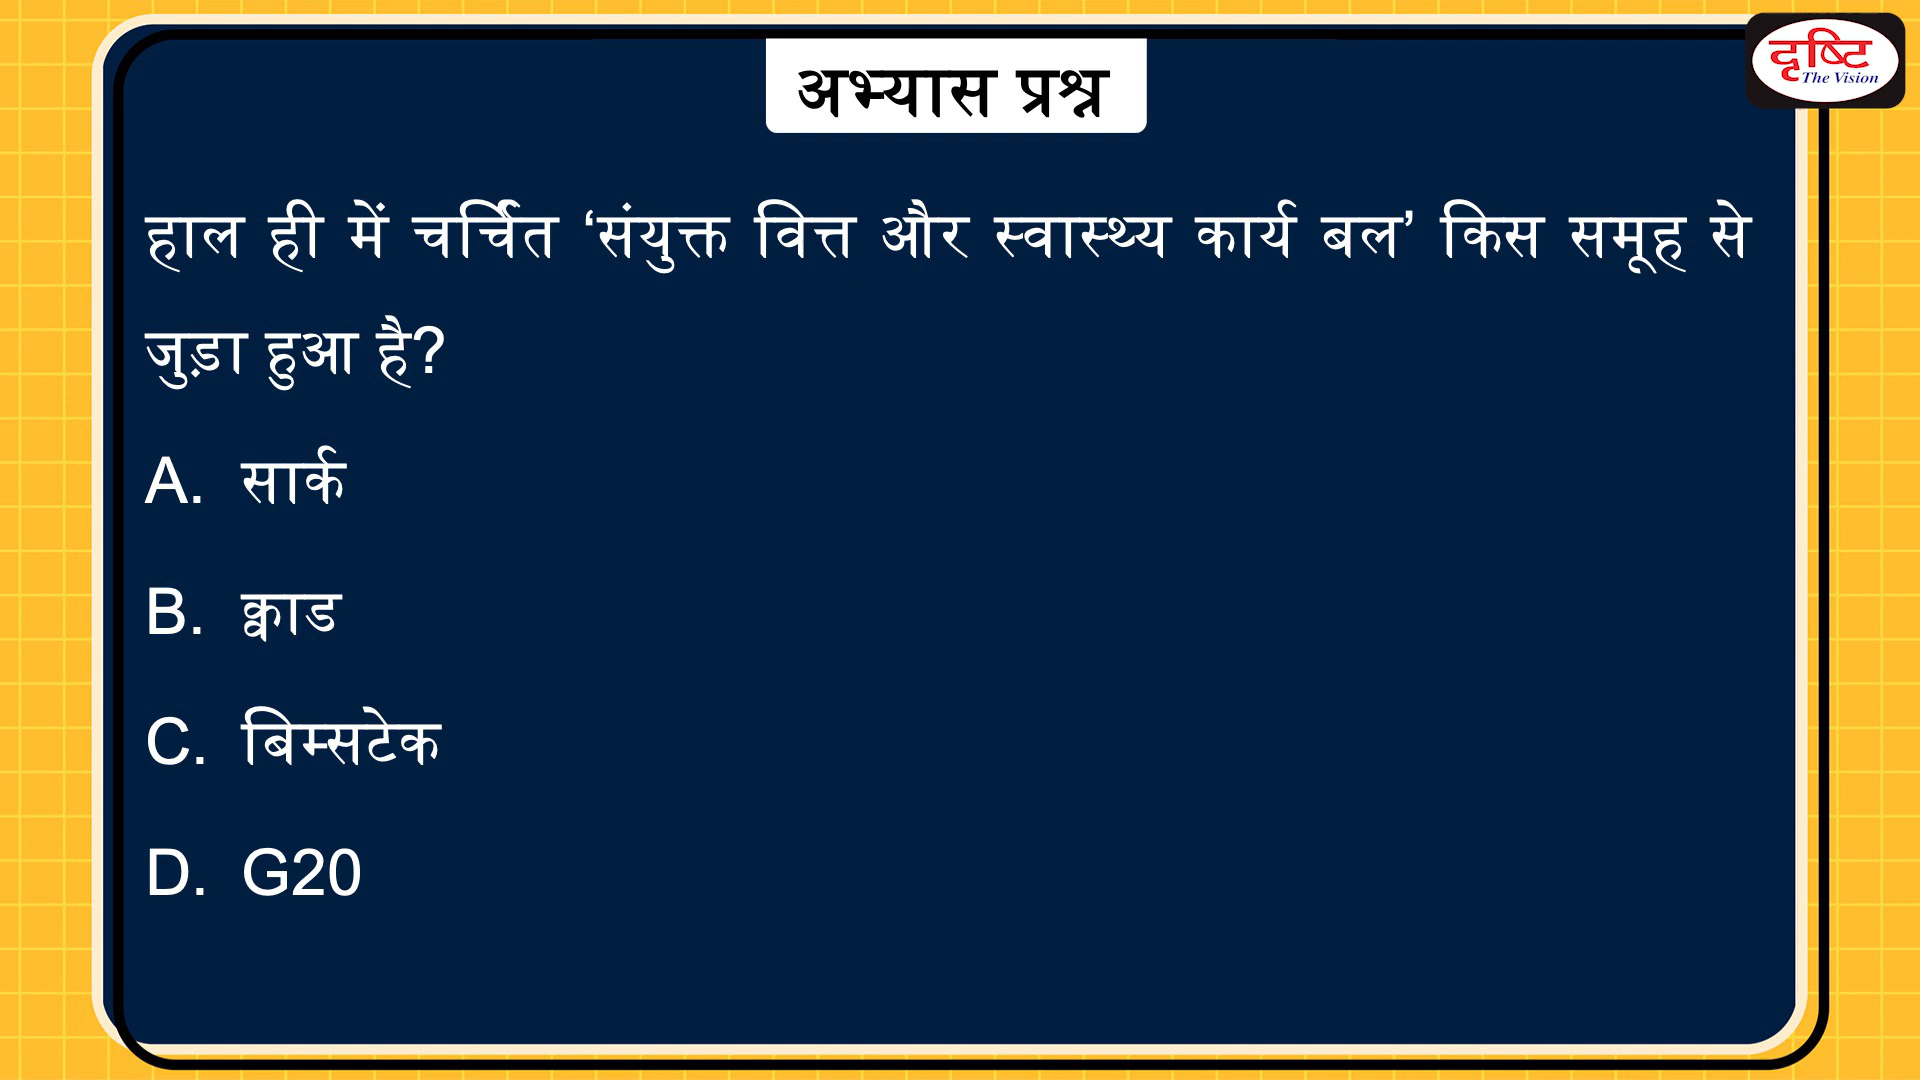 अभ्यास प्रश्न
दृष्टि
The Vision
हाल ही में चर्चित ‘संयुक्त वित्त और स्वास्थ्य कार्य बल’ किस समूह से
जुड़ा हुआ है?
A. सार्क
B. क्वाड
C. बिम्सटेक
D. G20